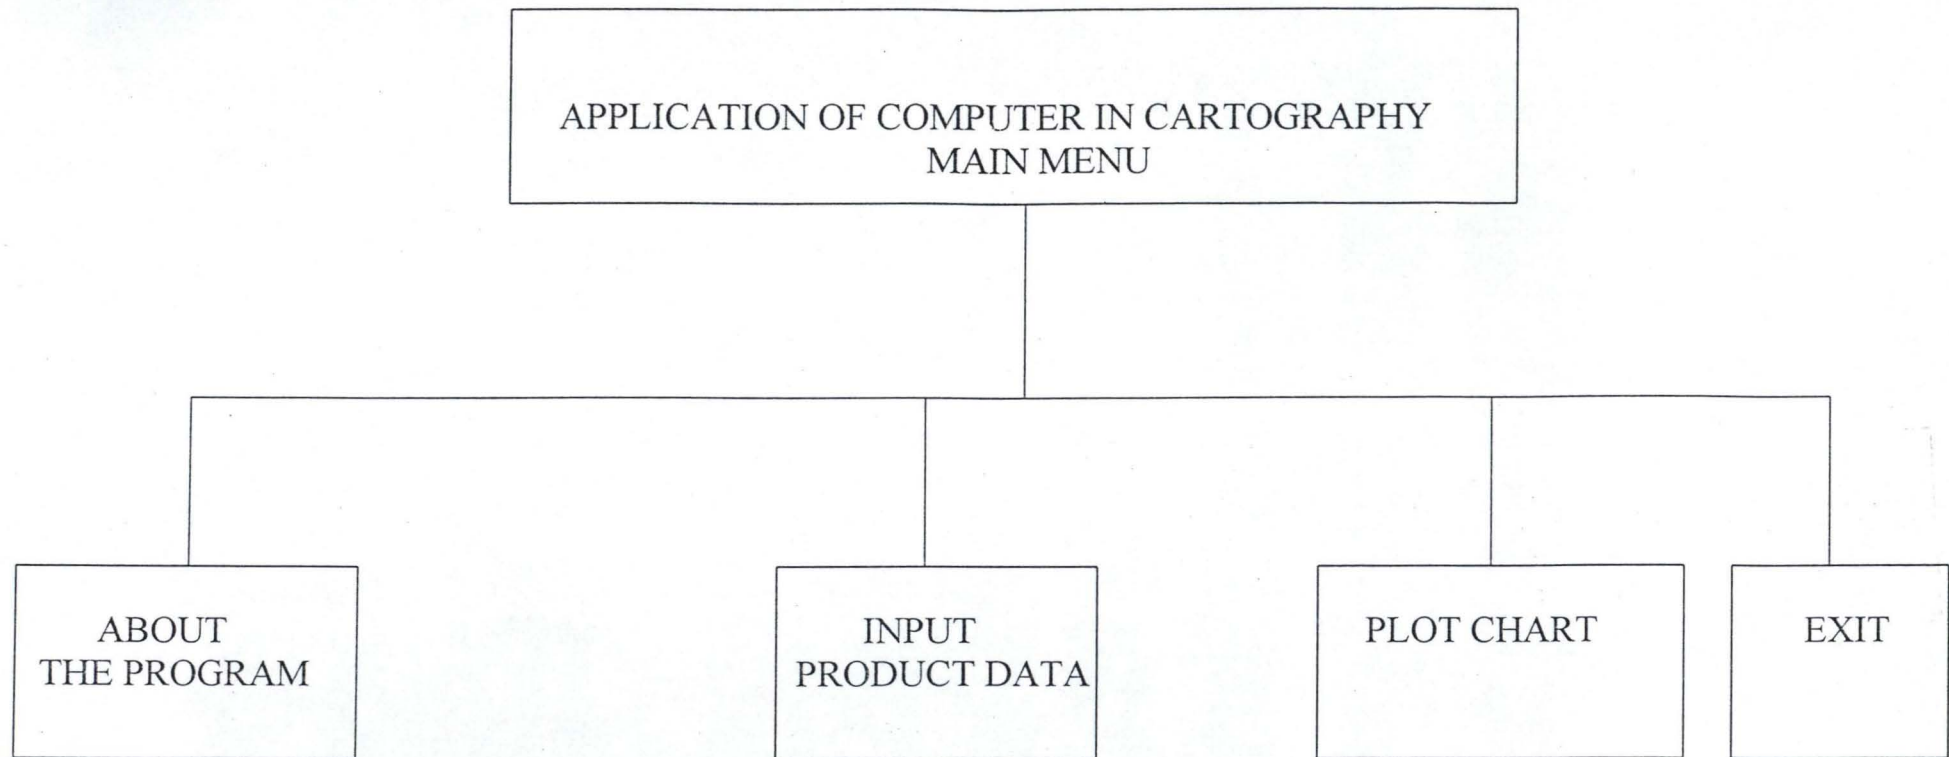 APPLICATION OF COMPUTER IN CARTOGRAPHY
MAIN MENU
ABOUT
THE PROGRAM
INPUT
PRODUCT DATA
PLOT CHART
EXIT